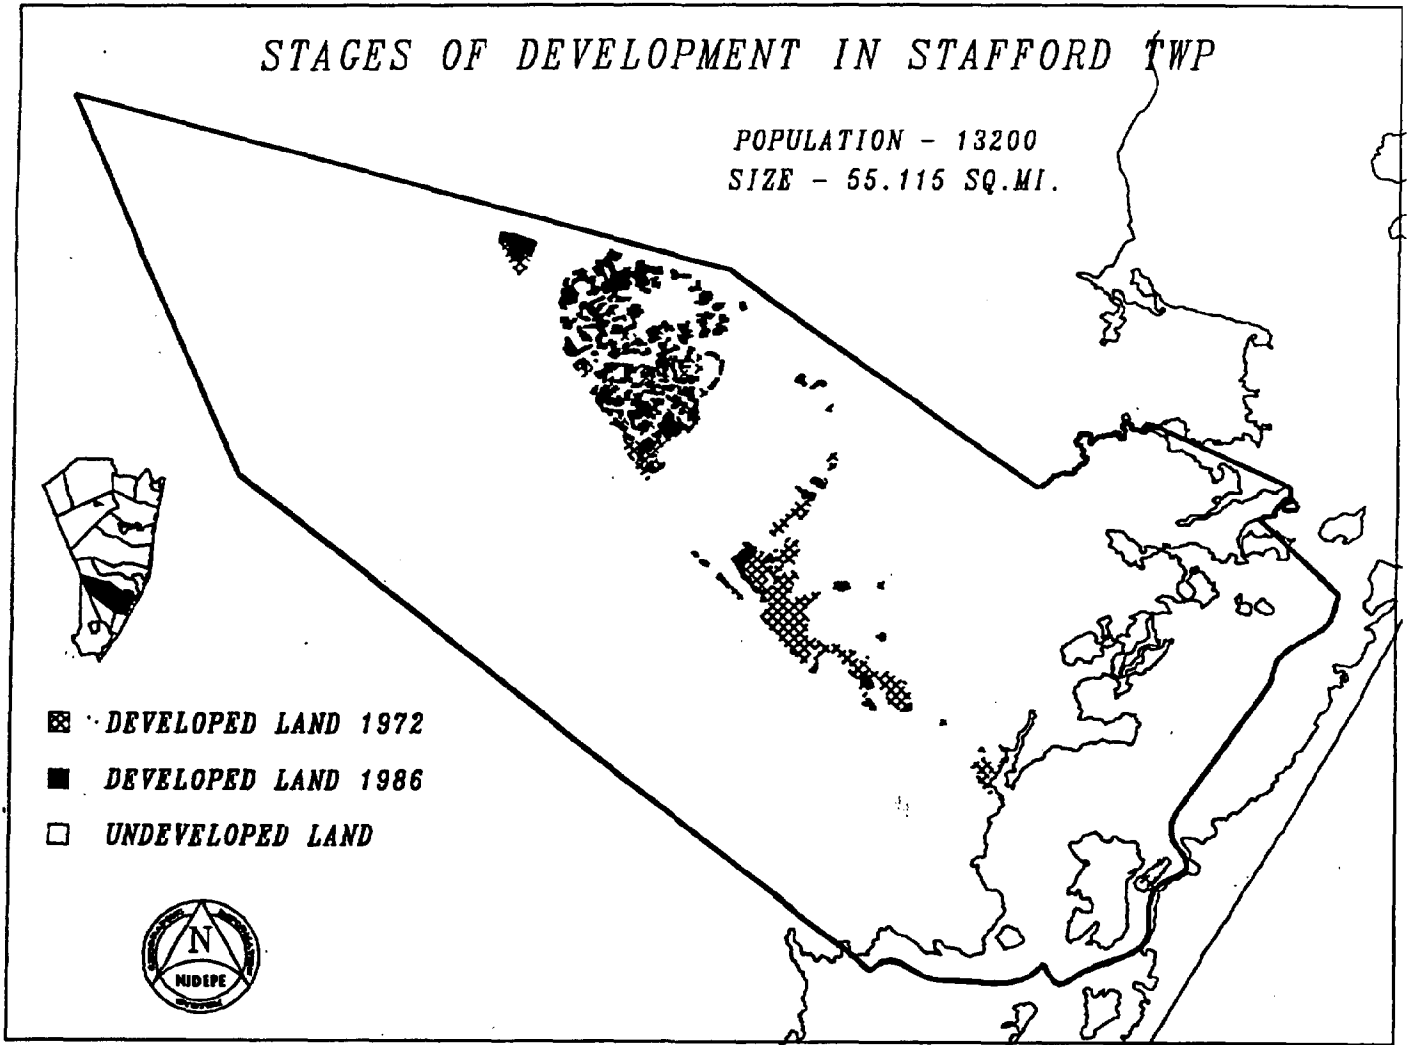 STAGES OF DEVELOPMENT IN STAFFORD TWP
POPULATION - 13200
SIZE - 55.115 SQ.MI.
DEVELOPED LAND 1972
DEVELOPED LAND 1986
UNDEVELOPED LAND
N
NJDEPE